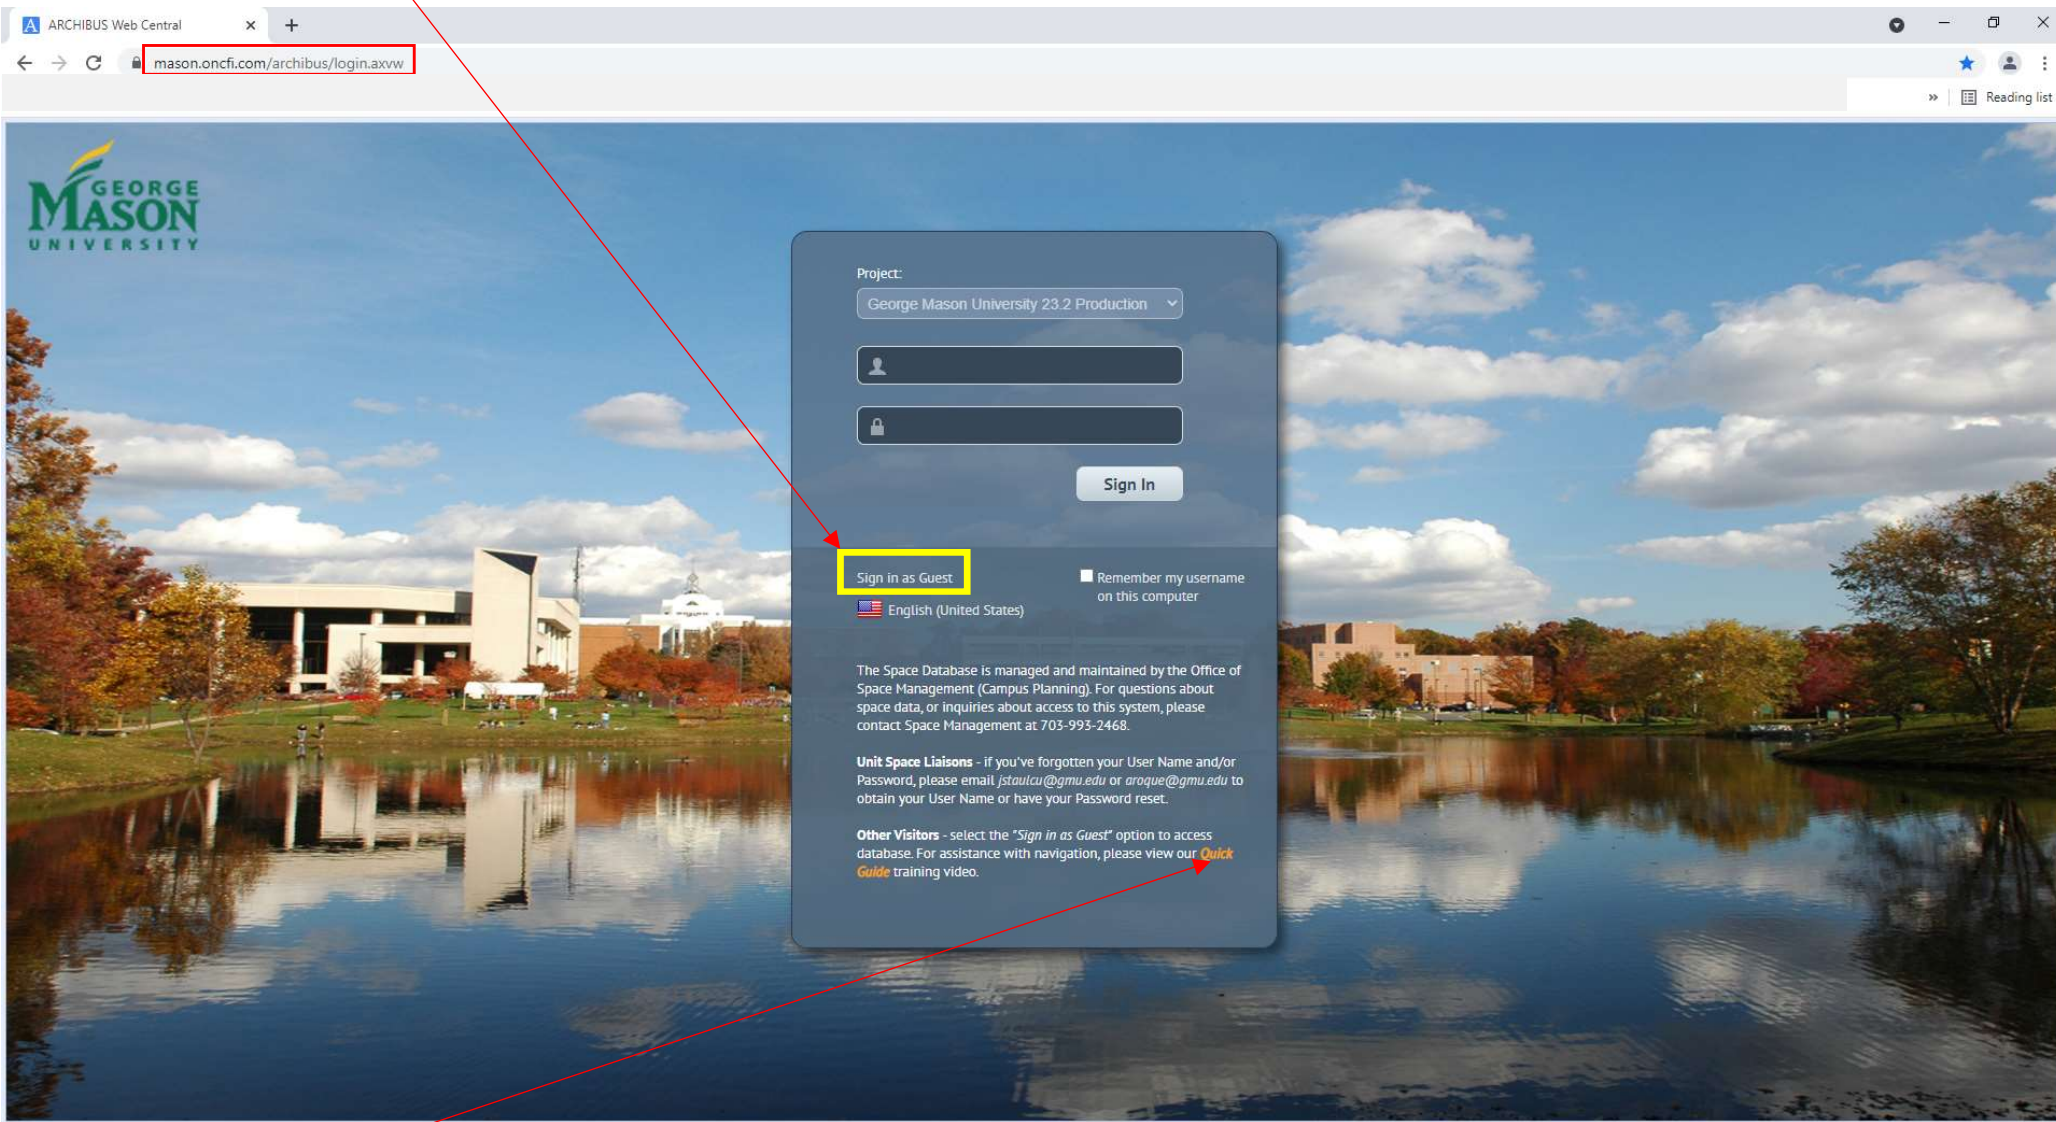 ARCHIBUS Web Central
mason.oncfi.com/archibus/login.axvw
Reading list
GEORGE
MASON
UNIVERSITY
Project:
George Mason University 23.2 Production
Sign In
Sign in as Guest
Remember my username
on this computer
English (United States)
The Space Database is managed and maintained by the Office of
Space Management (Campus Planning). For questions about
space data, or inquiries about access to this system, please
contact Space Management at 703-993-2468.
Unit Space Liaisons - if you've forgotten your User Name and/or
Password, please email jstaulcu@gmu.edu or aroque@gmu.edu to
obtain your User Name or have your Password reset.
Other Visitors - select the "Sign in as Guest" option to access
database. For assistance with navigation, please view our Quick
Guide training video.